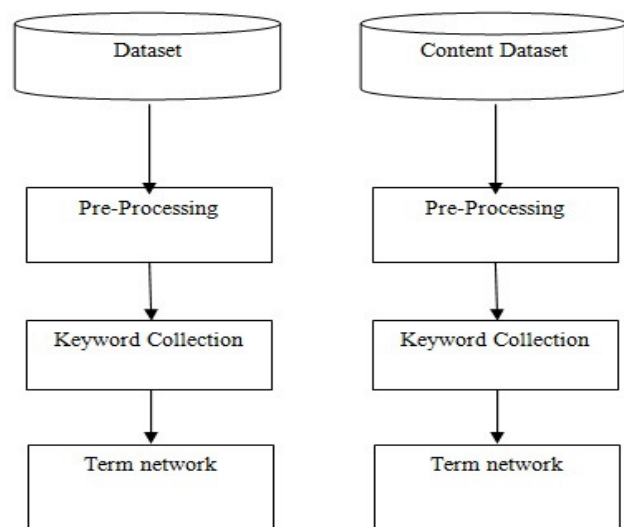 Dataset
Pre-Processing
Keyword Collection
Term network
Content Dataset
Pre-Processing
Keyword Collection
Term network